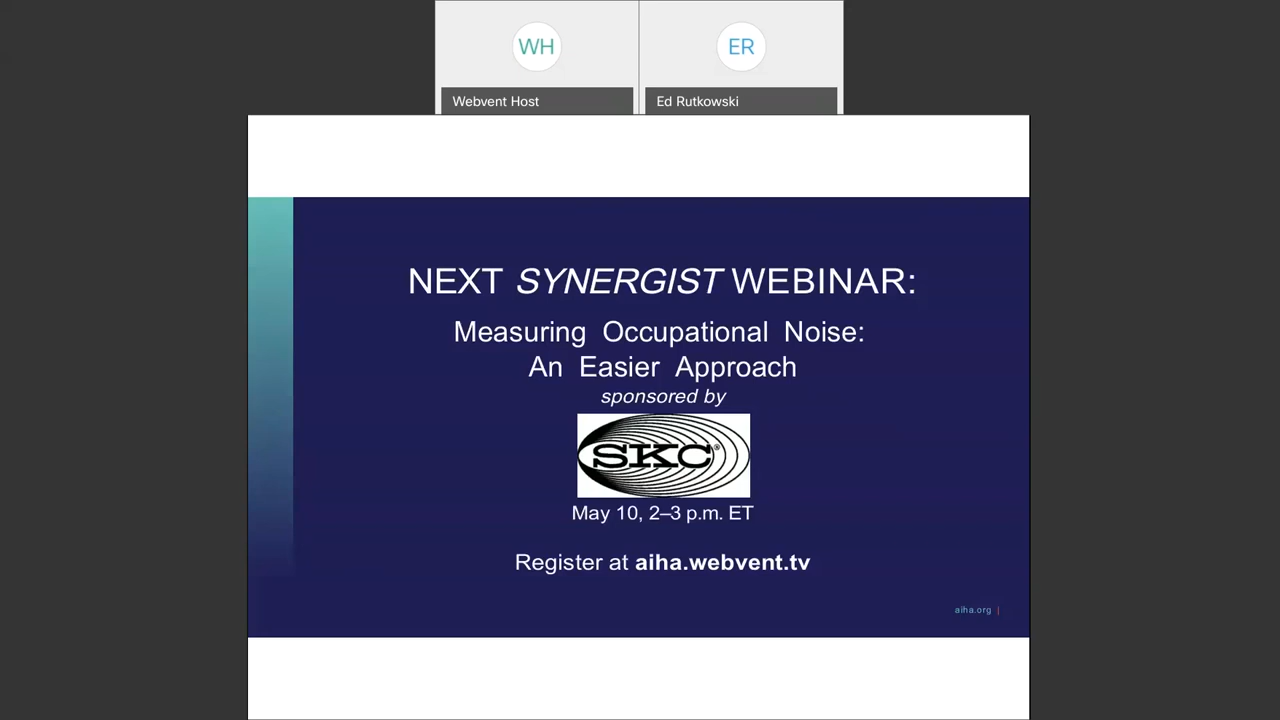 WH
ER
Webvent Host
Ed Rutkowski
NEXT SYNERGIST WEBINAR:
Measuring Occupational Noise:
An Easier Approach
sponsored by
SKC®
May 10, 2–3 p.m. ET
Register at aiha.webvent.tv
aiha.org |